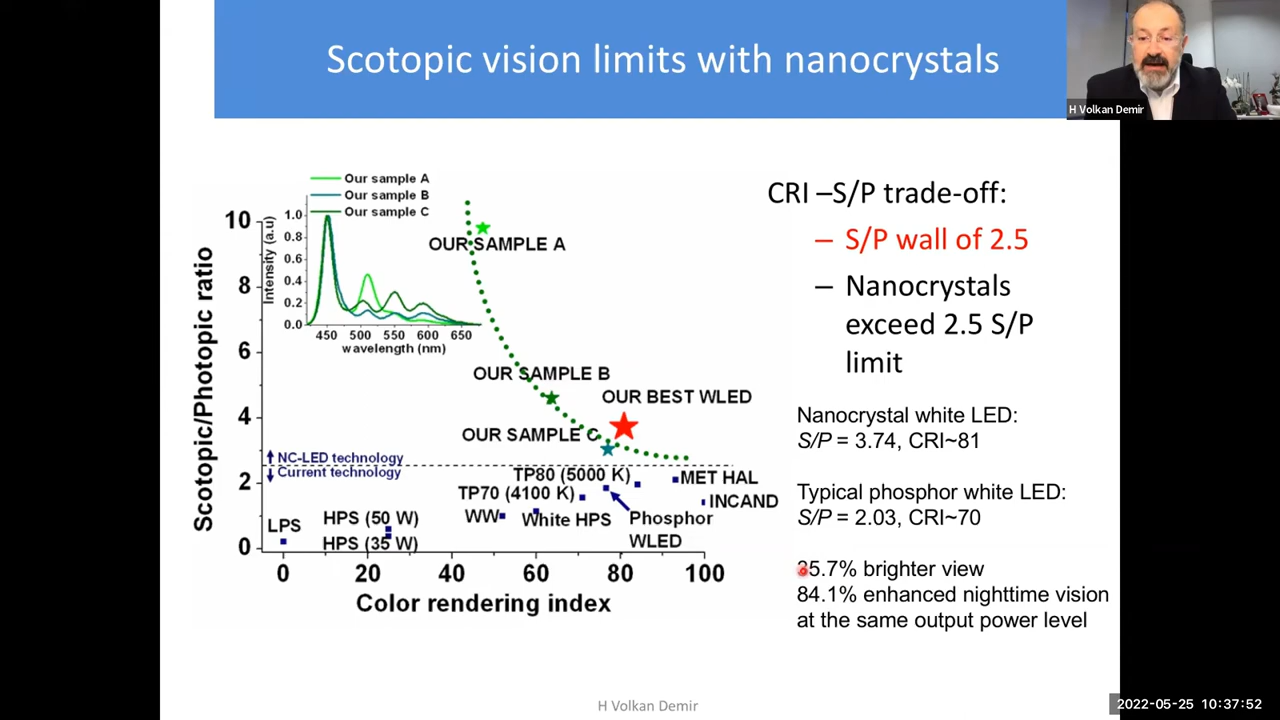 Scotopic vision limits with nanocrystals
H Volkan Demir
Our sample A
Our sample B
Our sample C
1.0
0.8
0.6
0.4
0.2
0.0
Intensity (a.u)
450 500 550 600 650
wavelength (nm)
10
8
6
4
2
0
Scotopic/Photopic ratio
OUR SAMPLE A
OUR SAMPLE B
OUR BEST WLED
OUR SAMPLE C
NC-LED technology
Current technology
TP80 (5000 K)
MET HAL
TP70 (4100 K)
INCAND
LPS
HPS (50 W)
WW
White HPS
Phosphor
WLED
HPS (35 W)
0 20 40 60 80 100
Color rendering index
CRI –S/P trade-off:
– S/P wall of 2.5
– Nanocrystals
exceed 2.5 S/P
limit
Nanocrystal white LED:
S/P = 3.74, CRI~81
Typical phosphor white LED:
S/P = 2.03, CRI~70
35.7% brighter view
84.1% enhanced nighttime vision
at the same output power level
H Volkan Demir
2022-05-25 10:37:52